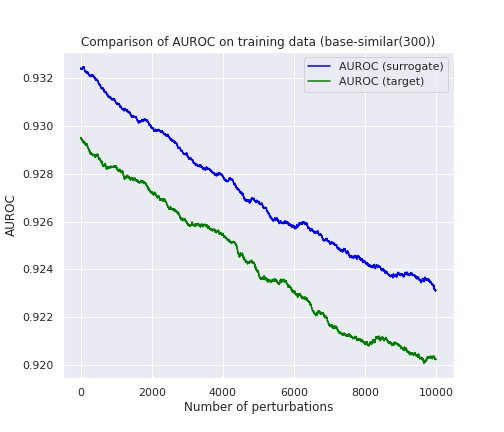 Comparison of AUROC on training data (base-similar(300))
AUROC (surrogate)
AUROC (target)
AUROC
0.932
0.930
0.928
0.926
0.924
0.922
0.920
0 2000 4000 6000 8000 10000
Number of perturbations